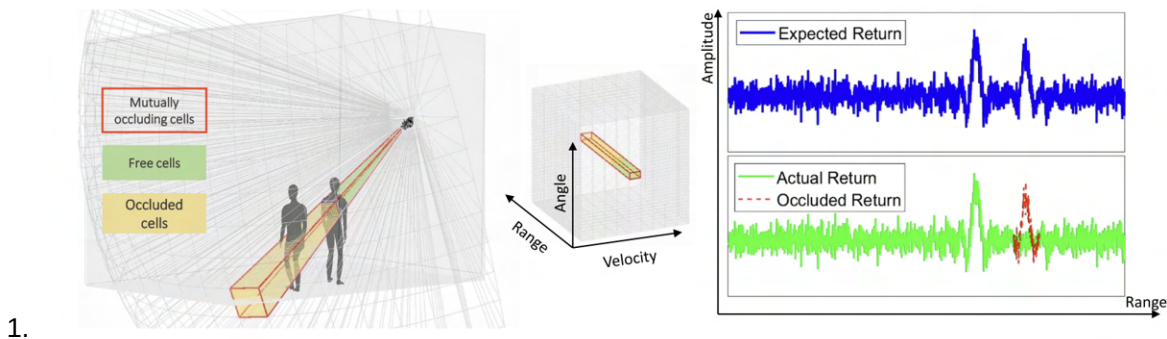 Mutually
occluding cells
Free cells
Occluded
cells
Angle
Range
Velocity
Amplitude
Expected Return
Actual Return
Occluded Return
Range
1.